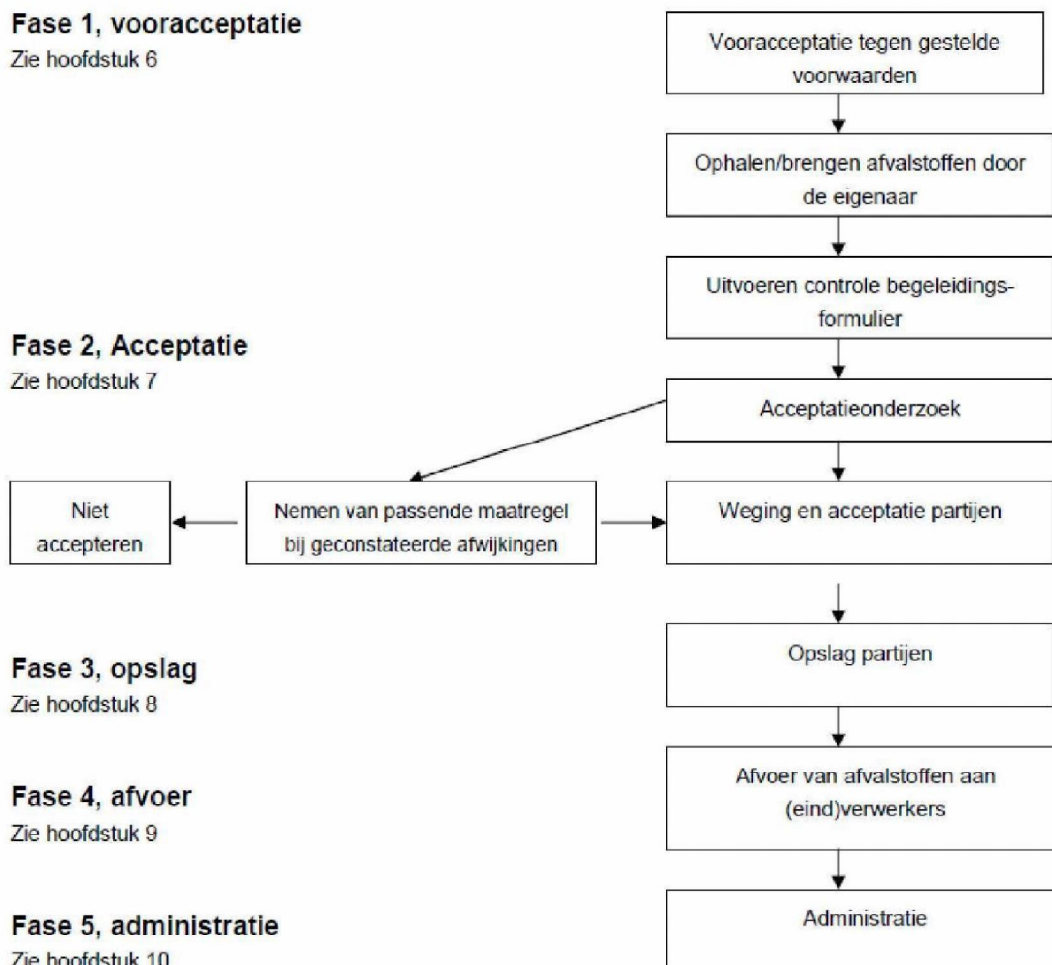 Fase 1, vooracceptatie
Zie hoofdstuk 6
Vooracceptatie tegen gestelde
voorwaarden
Ophalen/brengen afvalstoffen door
de eigenaar
Uitvoeren controle begeleidings-
formulier
Fase 2, Acceptatie
Zie hoofdstuk 7
Acceptatieonderzoek
Niet
accepteren
Nemen van passende maatregel
bij geconstateerde afwijkingen
Weging en acceptatie partijen
Fase 3, opslag
Zie hoofdstuk 8
Opslag partijen
Fase 4, afvoer
Zie hoofdstuk 9
Afvoer van afvalstoffen aan
(eind)verwerkers
Fase 5, administratie
Zie hoofdstuk 10
Administratie